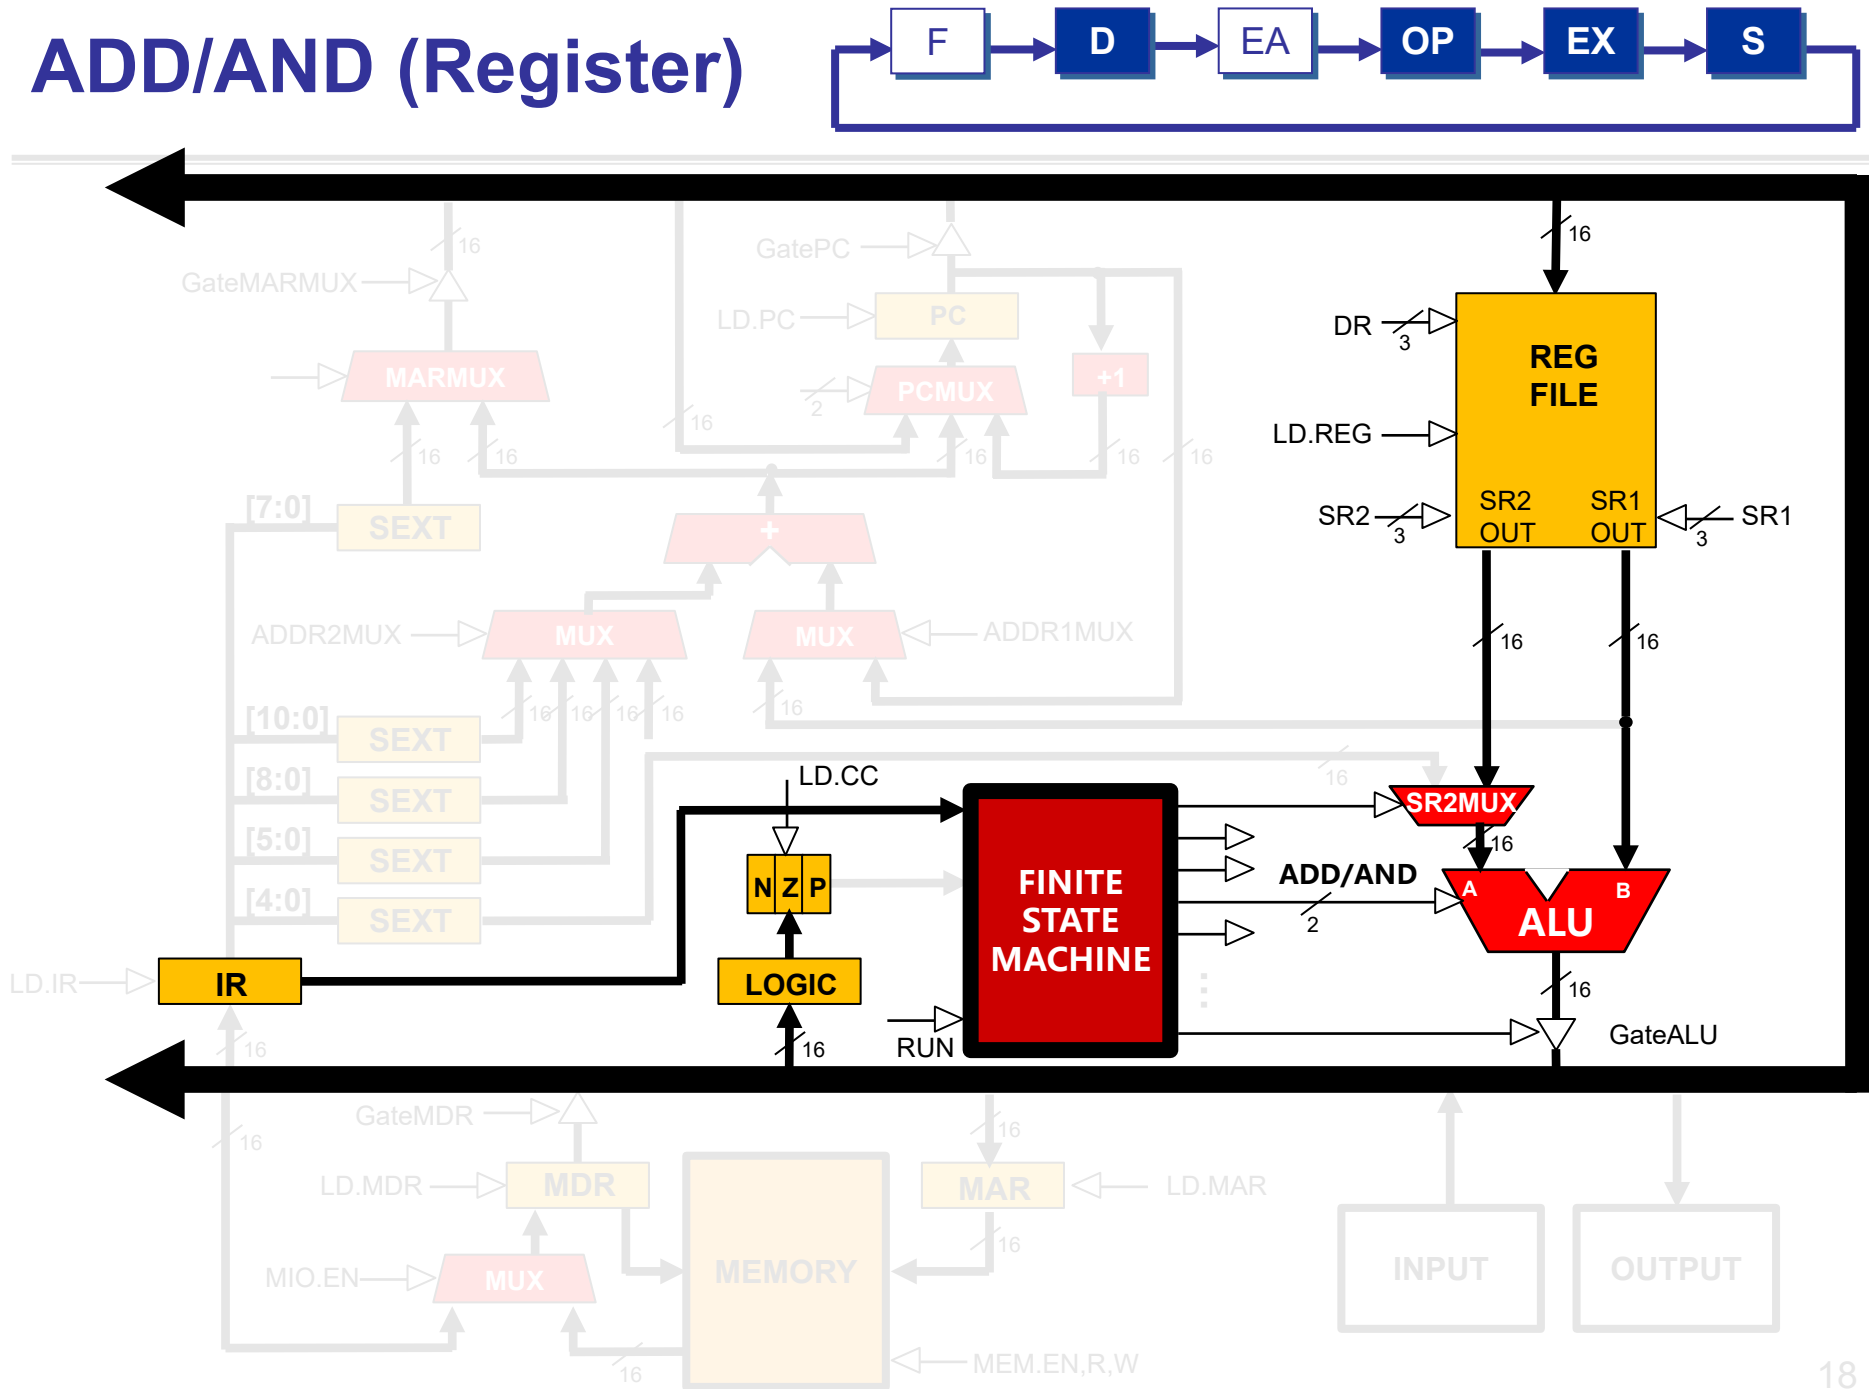 ADD/AND (Register)
F D EA OP EX S
16
16
GatePC
GateMARMUX
LD.PC
PC
DR
3
REG
FILE
MARMUX
2
PCMUX
+1
16
LD.REG
16
16
16
16
16
[7:0]
SEXT
+
SR2
3
SR2
OUT
SR1
OUT
3
SR1
ADDR2MUX
MUX
MUX
ADDR1MUX
16
16
[10:0]
SEXT
16
16
16
16
16
[8:0]
SEXT
LD.CC
16
SR2MUX
16
[5:0]
SEXT
N Z P
FINITE
STATE
MACHINE
ADD/AND
2
A
B
ALU
[4:0]
SEXT
LD.IR
IR
LOGIC
16
16
16
RUN
GateALU
GateMDR
16
16
LD.MDR
MDR
MAR
LD.MAR
16
MIO.EN
MUX
MEMORY
INPUT
OUTPUT
16
MEM.EN,R,W
18